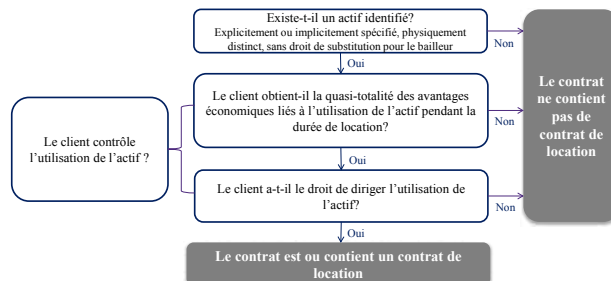 Existe-t-il un actif identifié?
Explicitement ou implicitement spécifié, physiquement
distinct, sans droit de substitution pour le bailleur
Non
Oui
Le client obtient-il la quasi-totalité des avantages
économiques liés à l'utilisation de l'actif pendant la
durée de location?
Non
Le contrat
ne contient
pas de
contrat de
location
Le client contrôle
l'utilisation de l'actif ?
Oui
Le client a-t-il le droit de diriger l'utilisation de
l'actif?
Non
Oui
Le contrat est ou contient un contrat de
location